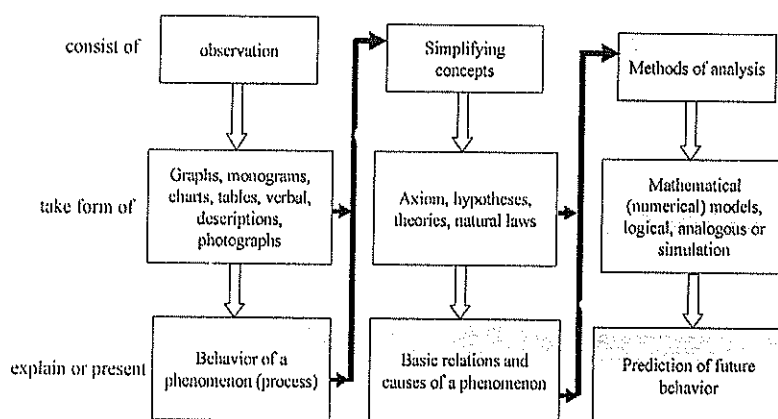 consist of
observation
Simplifying
concepts
Methods of analysis
take form of
Graphs, monograms,
charts, tables, verbal,
descriptions,
photographs
Axiom, hypotheses,
theories, natural laws
Mathematical
(numerical) models,
logical, analogous or
simulation
explain or present
Behavior of a
phenomenon (process)
Basic relations and
causes of a phenomenon
Prediction of future
behavior